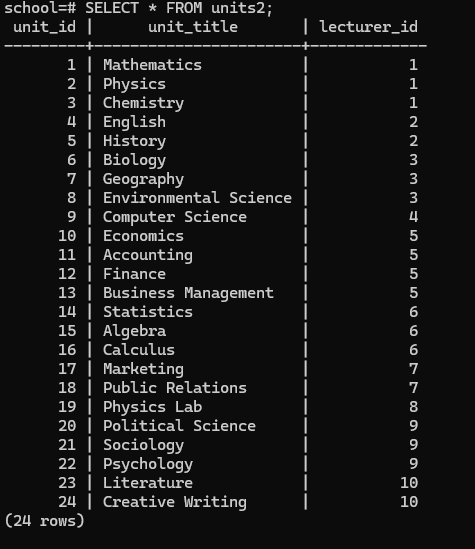 school=# SELECT * FROM units2;
 unit_id |      unit_title       | lecturer_id
---------+-----------------------+-------------
       1 | Mathematics           |           1
       2 | Physics               |           1
       3 | Chemistry             |           1
       4 | English               |           2
       5 | History               |           2
       6 | Biology               |           3
       7 | Geography             |           3
       8 | Environmental Science |           3
       9 | Computer Science      |           4
      10 | Economics             |           5
      11 | Accounting            |           5
      12 | Finance               |           5
      13 | Business Management   |           5
      14 | Statistics            |           6
      15 | Algebra               |           6
      16 | Calculus              |           6
      17 | Marketing             |           7
      18 | Public Relations      |           7
      19 | Physics Lab           |           8
      20 | Political Science     |           9
      21 | Sociology             |           9
      22 | Psychology            |           9
      23 | Literature            |          10
      24 | Creative Writing      |          10
(24 rows)